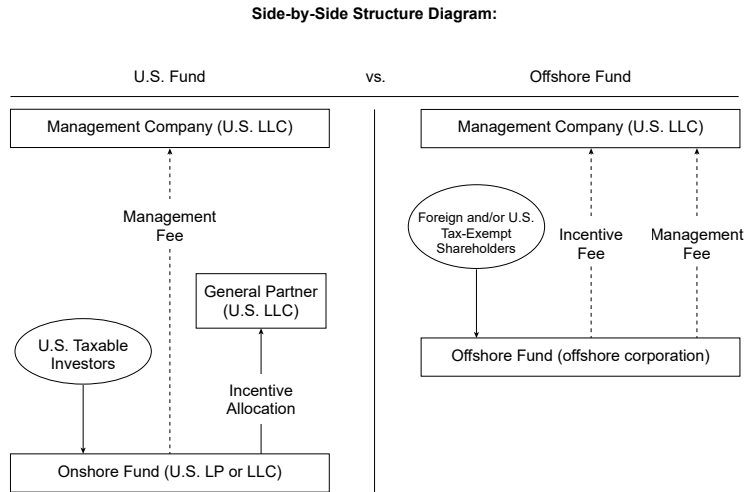 Side-by-Side Structure Diagram:
U.S. Fund
vs.
Offshore Fund
Management Company (U.S. LLC)
Management
Fee
General Partner
(U.S. LLC)
U.S. Taxable
Investors
Incentive
Allocation
Onshore Fund (U.S. LP or LLC)
Management Company (U.S. LLC)
Foreign and/or U.S.
Tax-Exempt
Shareholders
Incentive
Fee
Management
Fee
Offshore Fund (offshore corporation)